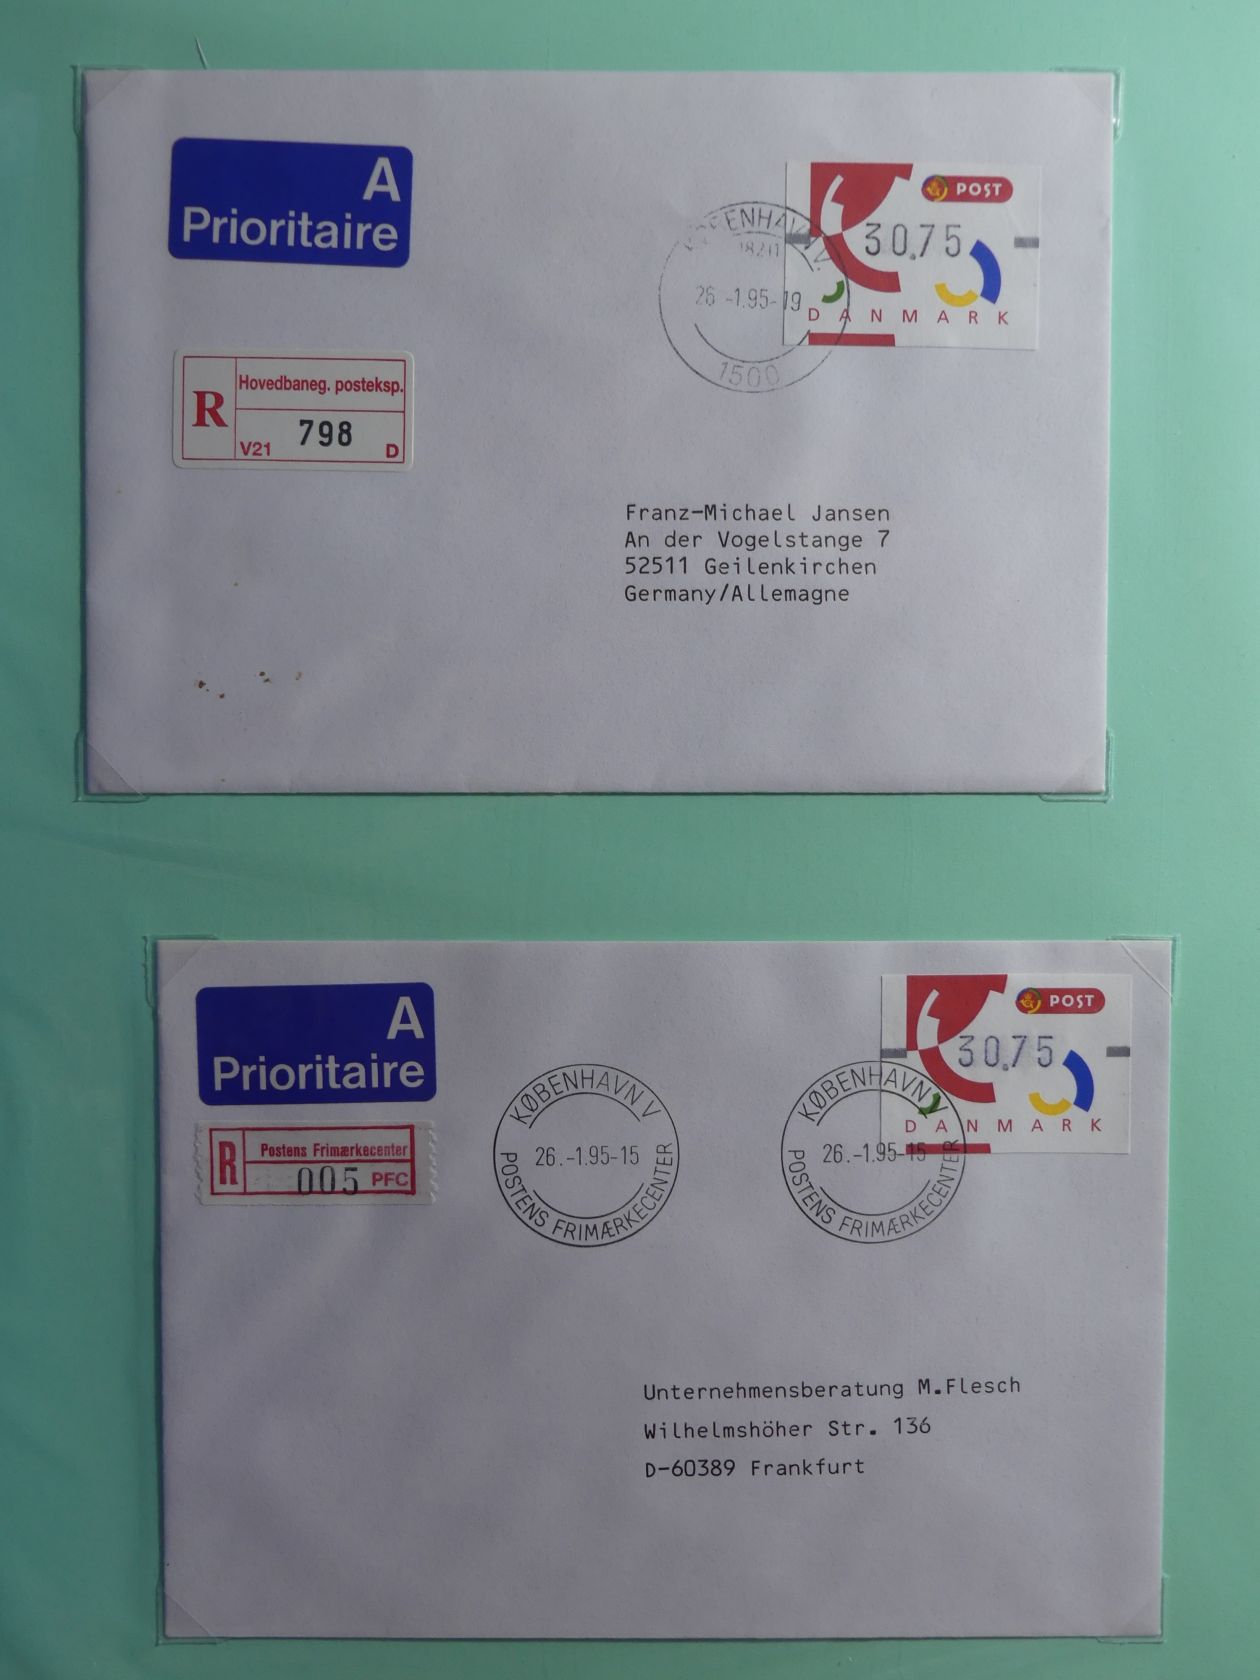 A
Prioritaire
POST
30.75
DANMARK
26 -1.95-19
1500
R
Hovedbaneg. posteksp.
V21
798
D
Franz-Michael Jansen
An der Vogelstange 7
52511 Geilenkirchen
Germany/Allemagne
A
Prioritaire
POST
30.75
DANMARK
R
Postens Frimærkecenter
005 PFC
KØBENHAVN V
26.-1.95-15
POSTENS FRIMÆRKECENTER
KØBENHAVN V
26.-1.95-15
POSTENS FRIMÆRKECENTER
Unternehmensberatung M.Flesch
Wilhelmshöher Str. 136
D-60389 Frankfurt